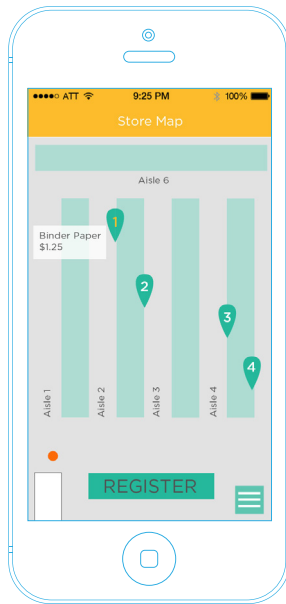 ATT 9:25 PM 100%
Store Map
Aisle 6
1
Binder Paper
$1.25
2
3
4
Aisle 1
Aisle 2
Aisle 3
Aisle 4
REGISTER